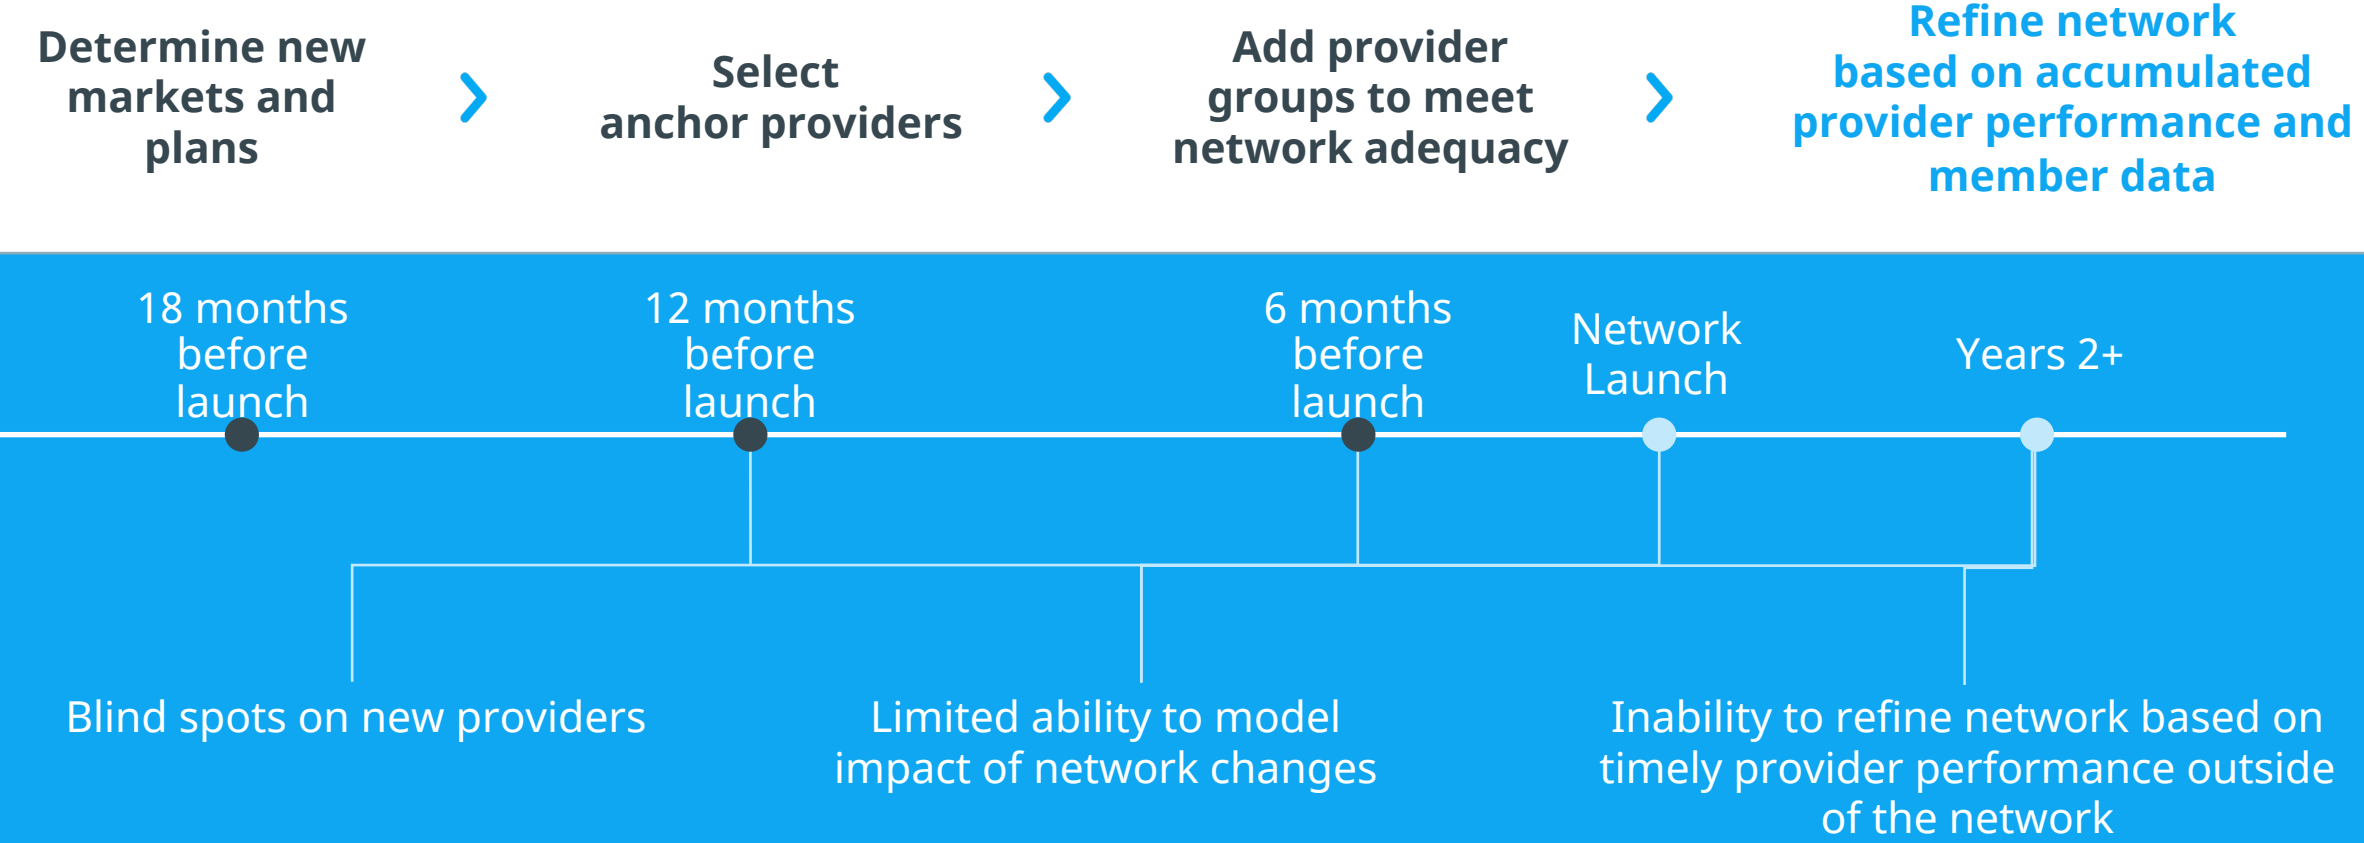 Determine new
markets and
plans
Select
anchor providers
Add provider
groups to meet
network adequacy
Refine network
based on accumulated
provider performance and
member data
18 months
before
launch
12 months
before
launch
6 months
before
launch
Network
Launch
Years 2+
Blind spots on new providers
Limited ability to model
impact of network changes
Inability to refine network based on
timely provider performance outside
of the network